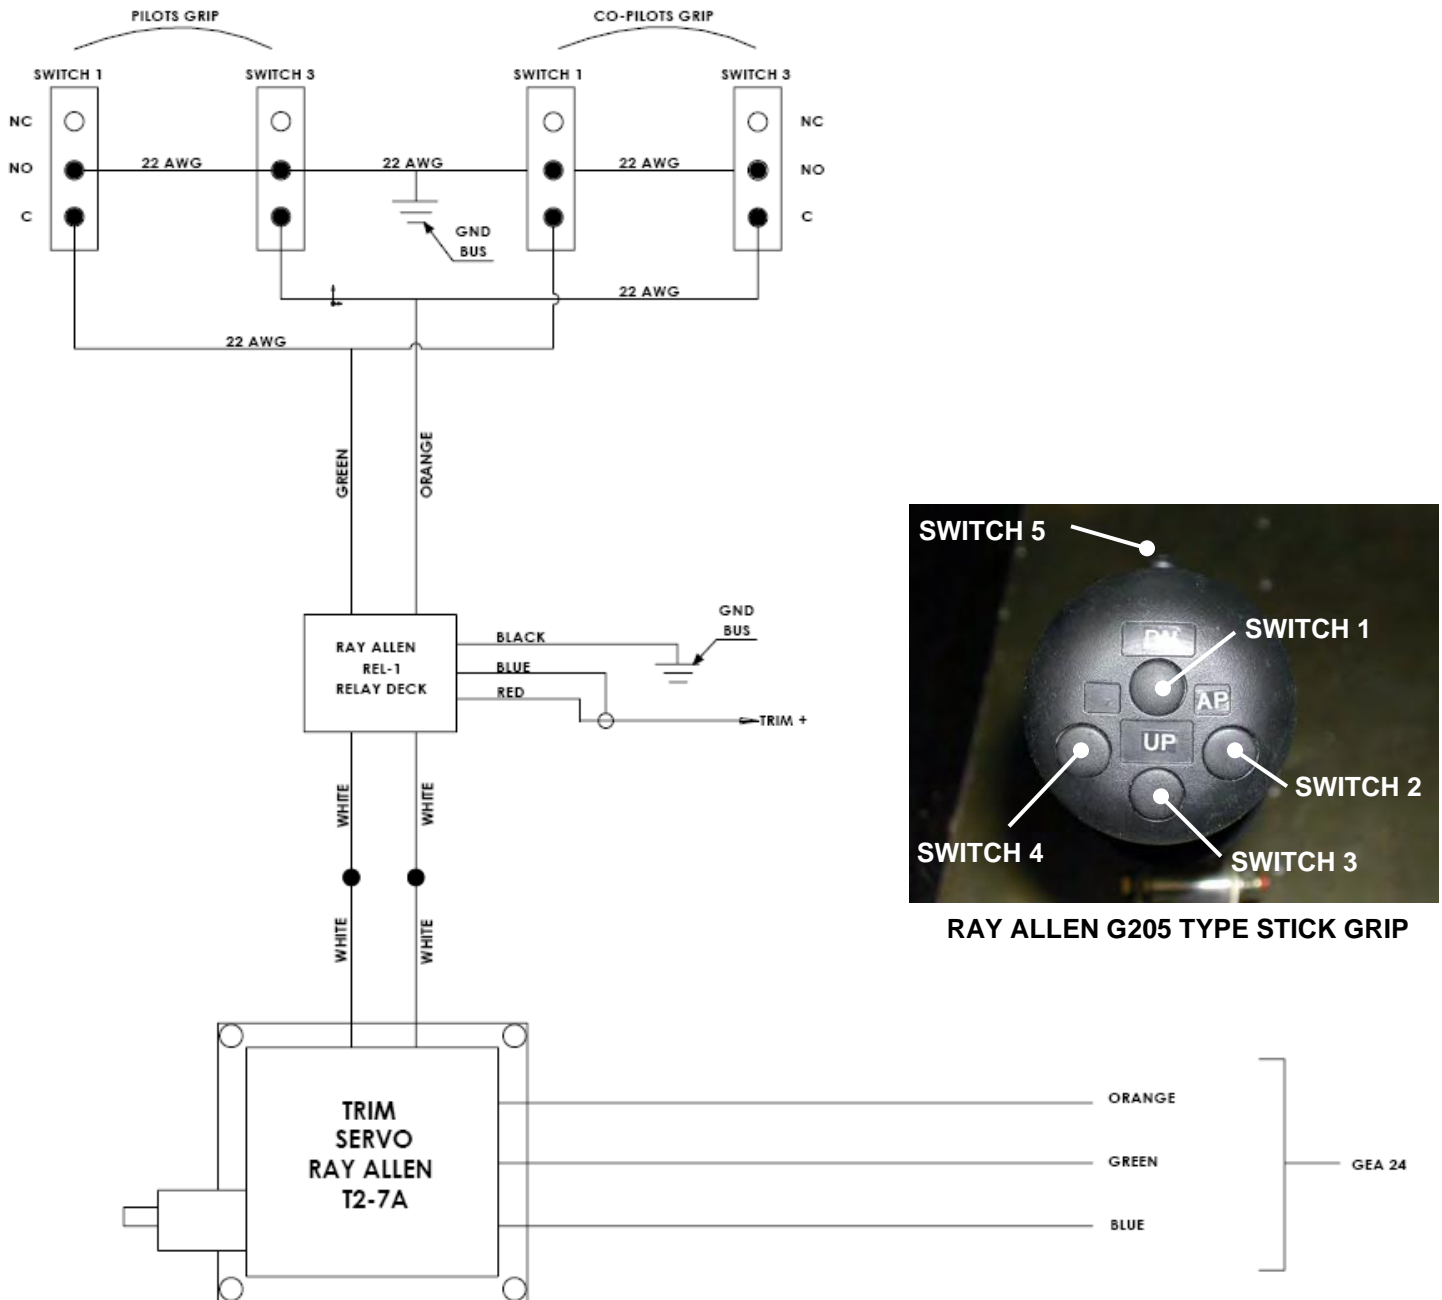 PILOTS GRIP
CO-PILOTS GRIP
SWITCH 1
SWITCH 3
SWITCH 1
SWITCH 3
NC
NC
NO
22 AWG
22 AWG
22 AWG
NO
C
C
GND
BUS
22 AWG
22 AWG
GREEN
ORANGE
RAY ALLEN
REL-1
RELAY DECK
BLACK
BLUE
RED
GND
BUS
TRIM +
WHITE
WHITE
WHITE
WHITE
SWITCH 5
SWITCH 1
AP
UP
SWITCH 2
SWITCH 4
SWITCH 3
RAY ALLEN G205 TYPE STICK GRIP
TRIM
SERVO
RAY ALLEN
T2-7A
ORANGE
GREEN
BLUE
GEA 24